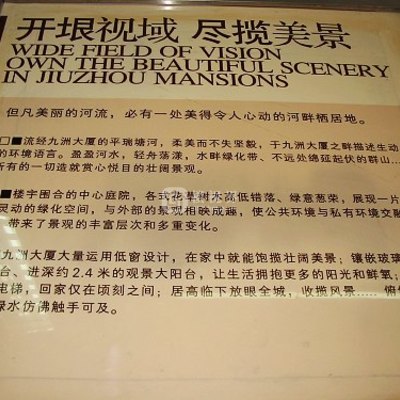 开垠视域 尽揽美景
WIDE FIELD OF VISION
OWN THE BEAUTIFUL SCENERY
IN JIUZHOU MANSIONS
但凡美丽的河流，必有一处美得令人心动的河畔栖居地。
□■流经九洲大厦的平瑞塘河，柔美而不失坚毅，于九洲大厦之畔描述生动
的环境语言。盈盈河水、轻舟荡漾，水畔绿化带、不远处绵延起伏的群山...
所有的一切造就赏心悦目的壮阔景观。
□■楼宇围合的中心庭院，各式花草树木高低错落、绿意葱茏，展现一片
灵动的绿化空间，与外部的景观相映成趣，使公共环境与私有环境交融
带来了景观的丰富层次和多重变化。
九洲大厦大量运用低窗设计，在家中就能饱揽壮阔美景；镶嵌玻璃
台、进深约2.4米的观景大阳台，让生活拥抱更多的阳光和鲜氧；
电梯，回家仅在顷刻之间；居高临下放眼全城，收揽风景..... 俯
绿水仿佛触手可及。